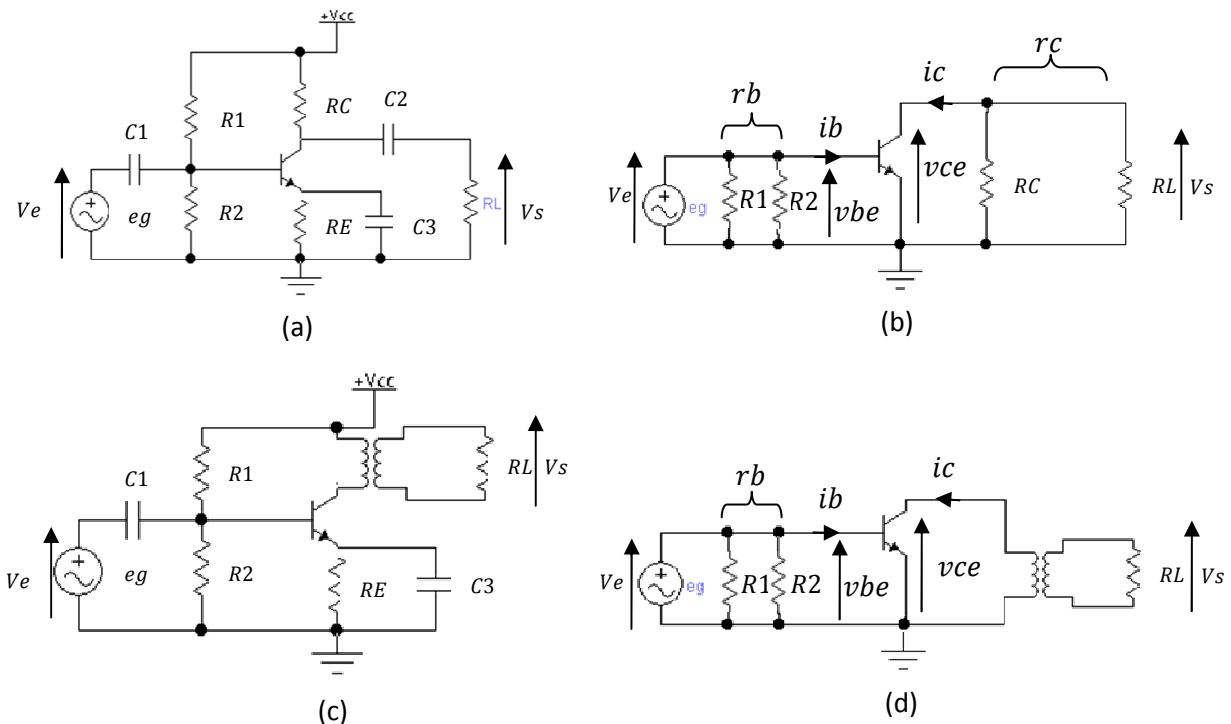 +Vcc
R1
RC
C2
C1
Ve
eg
R2
RE
C3
RL
Vs
(a)
ic
rc
rb
ib
vce
Ve
eg
R1
R2
vbe
RC
RL
Vs
(b)
+Vcc
R1
C1
RL
Vs
Ve
eg
R2
RE
C3
(c)
rb
ib
ic
Ve
eg
R1
R2
vbe
vce
RL
Vs
(d)